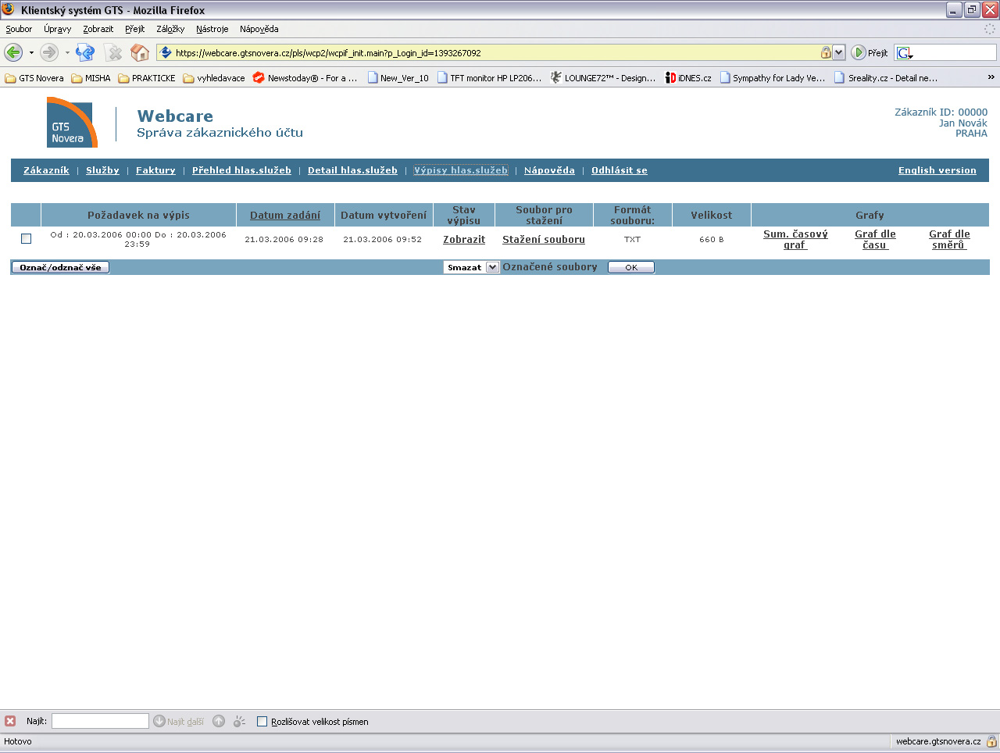 Klientský systém GTS - Mozilla Firefox
Soubor Úpravy Zobrazit Přejít Záložky Nástroje Nápověda
https://webcare.gtsnovera.cz/pls/wcp2/wcpif_init.main?p_Login_id=1393267092 Přejít G
GTS Novera MISHA PRAKTICKE vyhledavace Newstoday® - For a ... New_Ver_10 TFT monitor HP LP206... LOUNGE72™ - Design... iDNES.cz Sympathy for Lady Ve... Sreality.cz - Detail ne... »
GTS
Novera
Webcare
Správa zákaznického účtu
Zákazník ID: 00000
Jan Novák
PRAHA
Zákazník | Služby | Faktury | Přehled hlas.služeb | Detail hlas.služeb | Výpisy hlas.služeb | Nápověda | Odhlásit se English version
Požadavek na výpis Datum zadání Datum vytvoření Stav výpisu Soubor pro stažení Formát souboru: Velikost Grafy
Od : 20.03.2006 00:00 Do : 20.03.2006 23:59 21.03.2006 09:28 21.03.2006 09:52 Zobrazit Stažení souboru TXT 660 B Sum. časový graf Graf dle času Graf dle směrů
Označ/odznač vše Smazat Označené soubory OK
Najít: Najít další Rozlišovat velikost písmen
Hotovo webcare.gtsnovera.cz